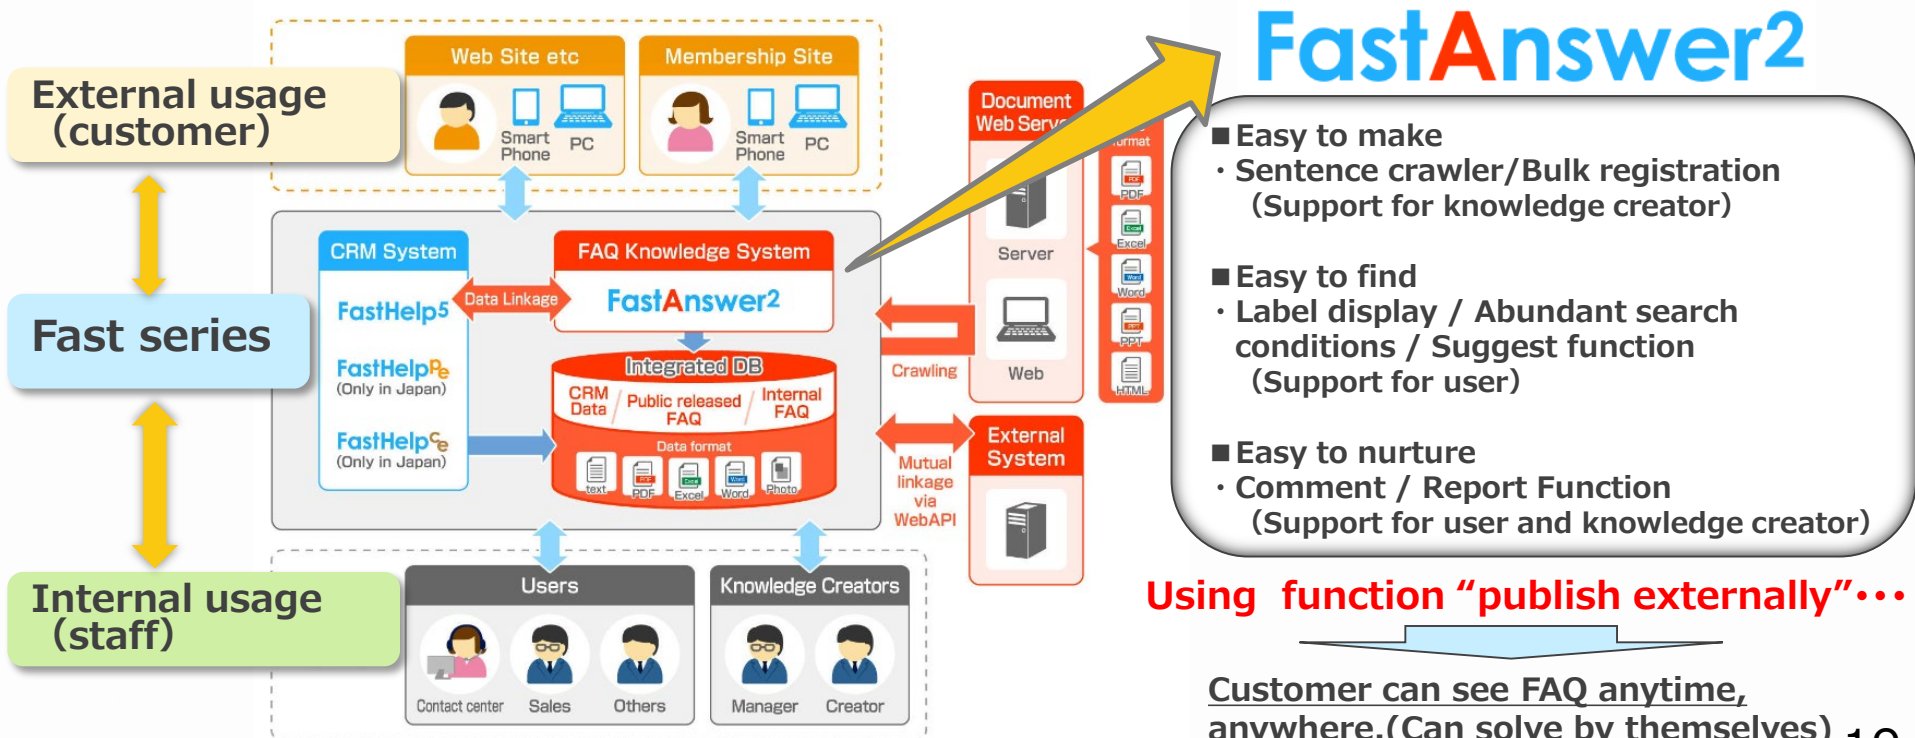 FastAnswer2
External usage
（customer）
Fast series
Internal usage
（staff）
Web Site etc
Smart
Phone
PC
Membership Site
Smart
Phone
PC
CRM System
FastHelp5
FastHelpPe
(Only in Japan)
FastHelpCe
(Only in Japan)
Data Linkage
FAQ Knowledge System
FastAnswer2
Integrated DB
CRM
Data
Public released
FAQ
Internal
FAQ
Data format
text
PDF
Excel
Word
Photo
Crawling
Mutual
linkage
via
WebAPI
Document
Web Server
Server
Web
format
PDF
Excel
Word
PPT
HTML
External
System
Users
Contact center
Sales
Others
Knowledge Creators
Manager
Creator
■Easy to make
・Sentence crawler/Bulk registration
（Support for knowledge creator）
■Easy to find
・Label display / Abundant search
conditions / Suggest function
（Support for user）
■Easy to nurture
・Comment / Report Function
（Support for user and knowledge creator）
Using function “publish externally”･･･
Customer can see FAQ anytime,
anywhere.(Can solve by themselves)